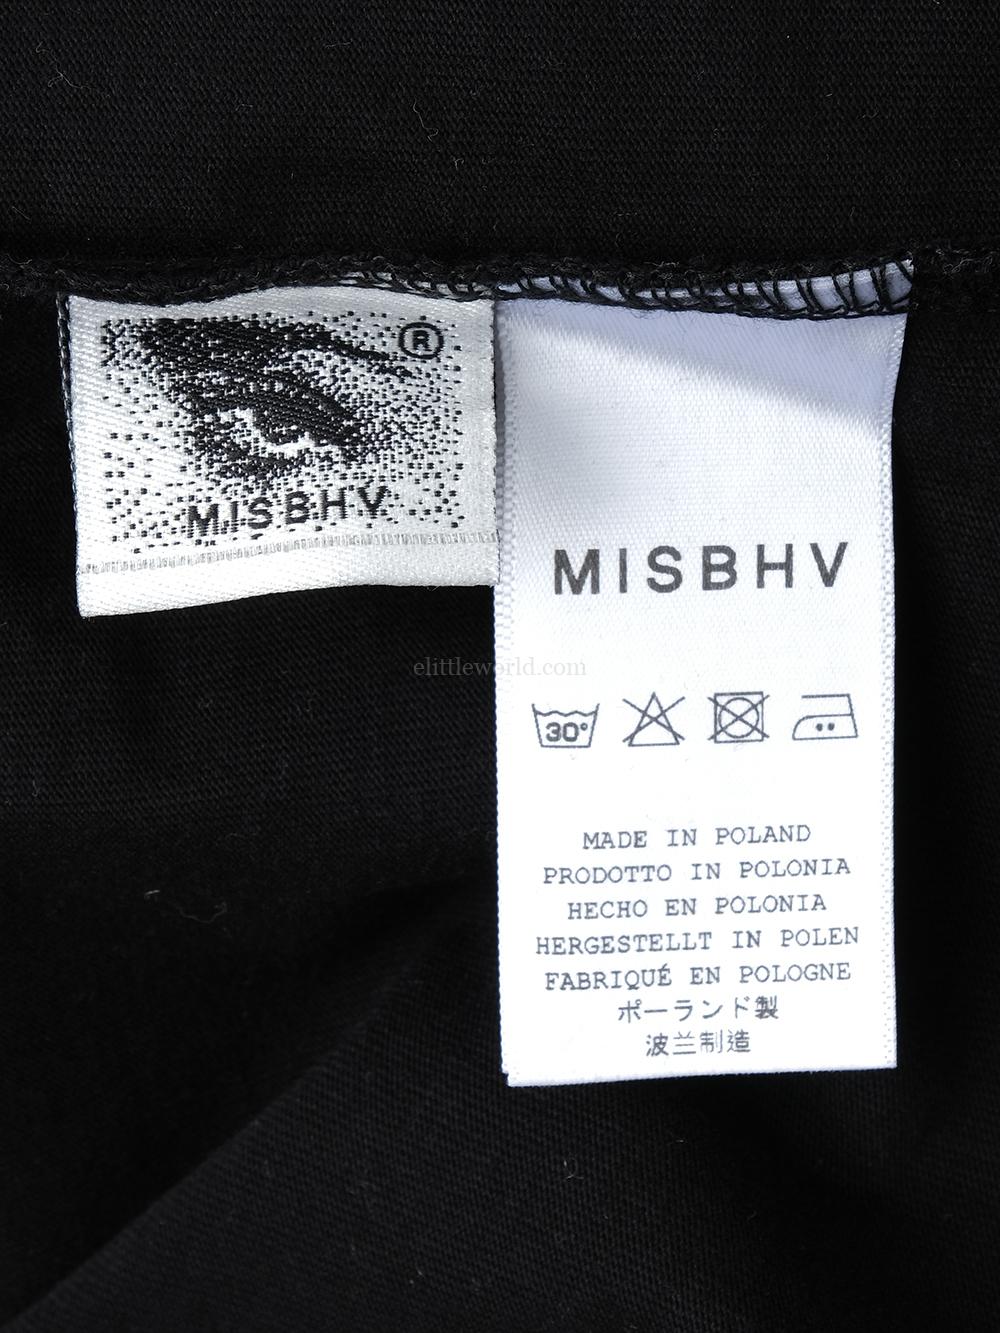 ®
MISBHV
MISBHV
elittleworld.com
30°
MADE IN POLAND
PRODOTTO IN POLONIA
HECHO EN POLONIA
HERGESTELLT IN POLEN
FABRIQUÉ EN POLOGNE
ポーランド製
波兰制造